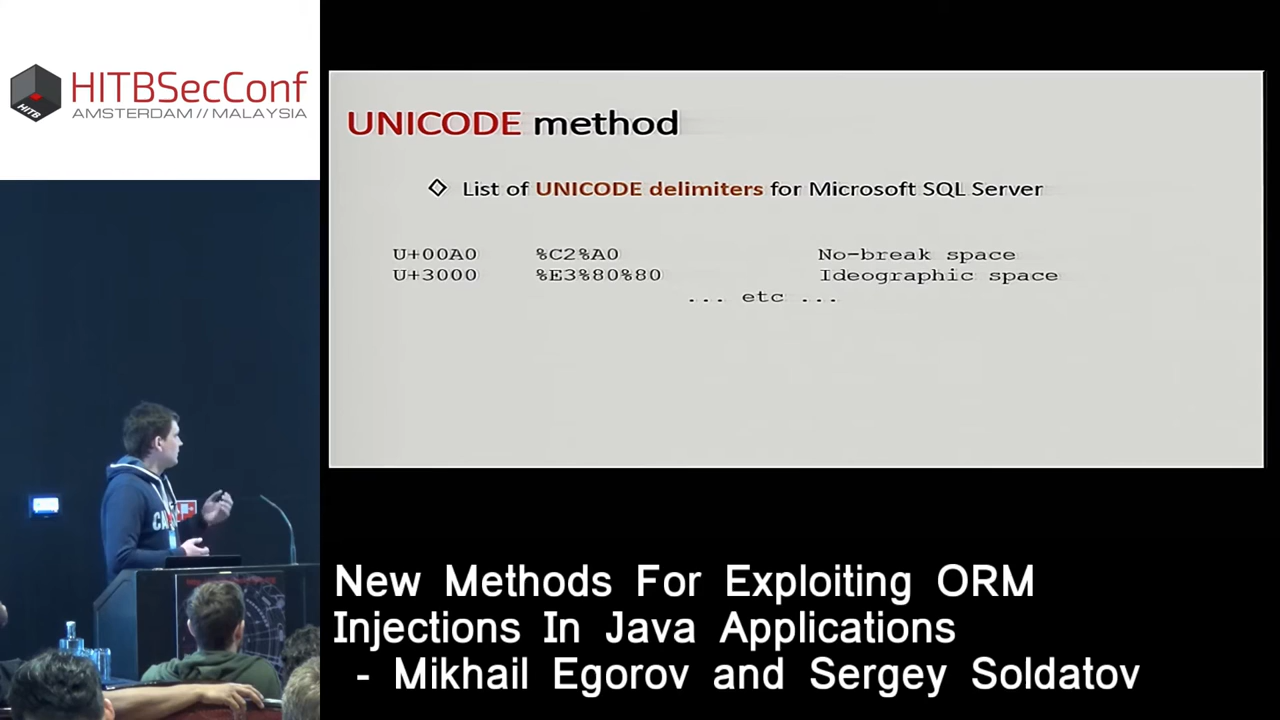 HITBSecConf
AMSTERDAM // MALAYSIA
HITB
UNICODE method
◇ List of UNICODE delimiters for Microsoft SQL Server
U+00A0 %C2%A0 No-break space
U+3000 %E3%80%80 Ideographic space
... etc ...
New Methods For Exploiting ORM
Injections In Java Applications
- Mikhail Egorov and Sergey Soldatov